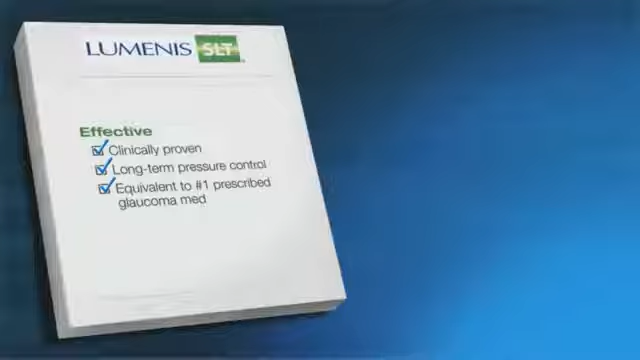 LUMENIS SLT
Effective
Clinically proven
Long-term pressure control
Equivalent to #1 prescribed
glaucoma med